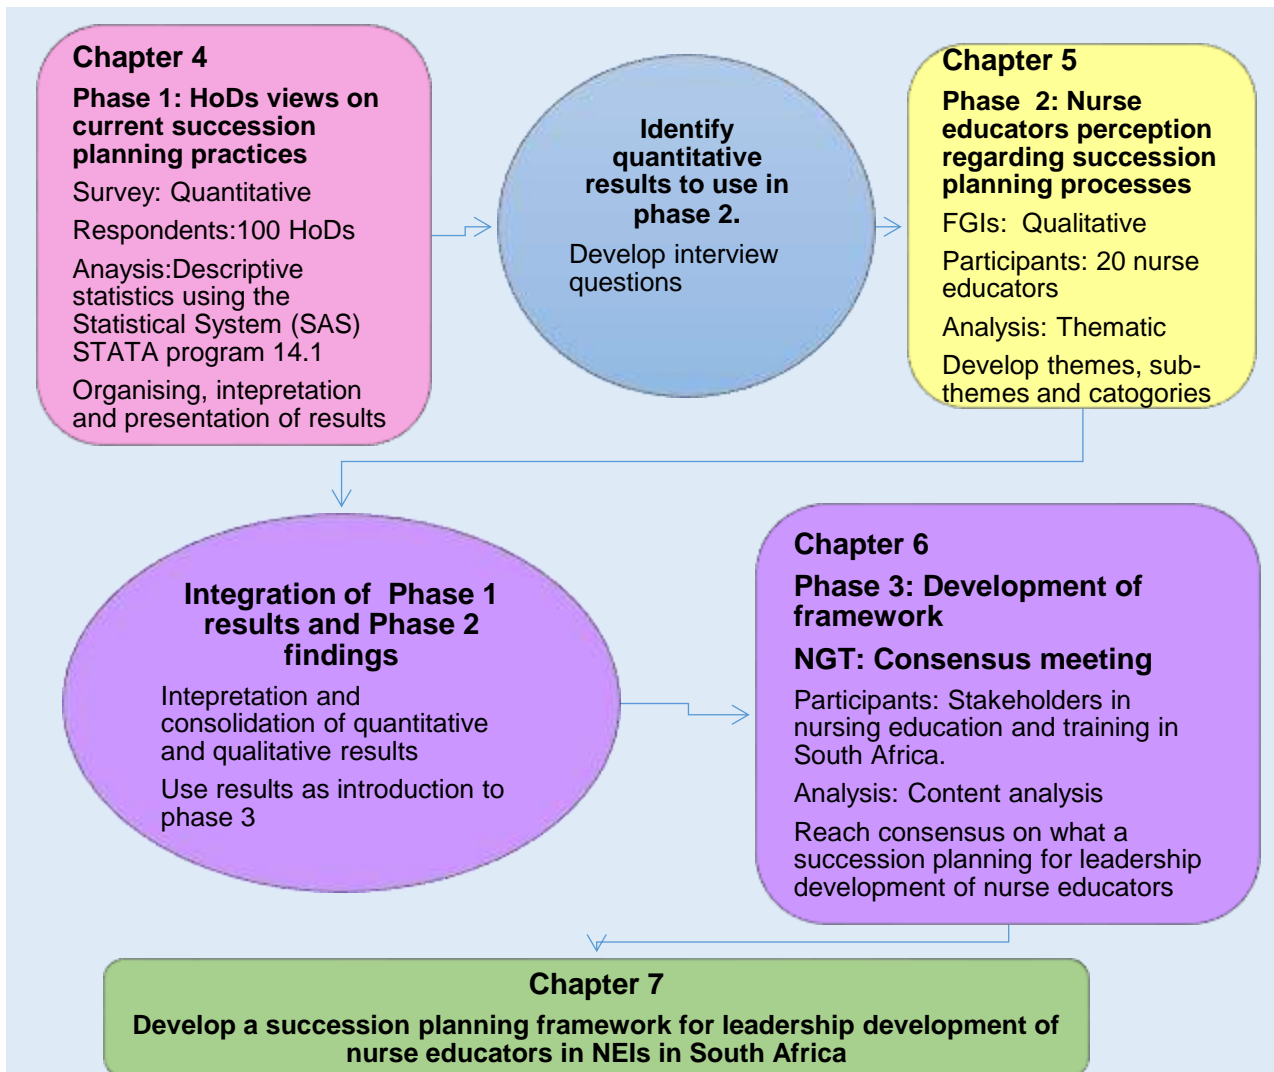 Chapter 4
Phase 1: HoDs views on
current succession
planning practices
Survey: Quantitative
Respondents:100 HoDs
Anaysis:Descriptive
statistics using the
Statistical System (SAS)
STATA program 14.1
Organising, intepretation
and presentation of results
Identify
quantitative
results to use in
phase 2.
Develop interview
questions
Chapter 5
Phase 2: Nurse
educators perception
regarding succession
planning processes
FGIs: Qualitative
Participants: 20 nurse
educators
Analysis: Thematic
Develop themes, sub-
themes and catogories
Integration of Phase 1
results and Phase 2
findings
Intepretation and
consolidation of quantitative
and qualitative results
Use results as introduction to
phase 3
Chapter 6
Phase 3: Development of
framework
NGT: Consensus meeting
Participants: Stakeholders in
nursing education and training in
South Africa.
Analysis: Content analysis
Reach consensus on what a
succession planning for leadership
development of nurse educators
Chapter 7
Develop a succession planning framework for leadership development of
nurse educators in NEIs in South Africa